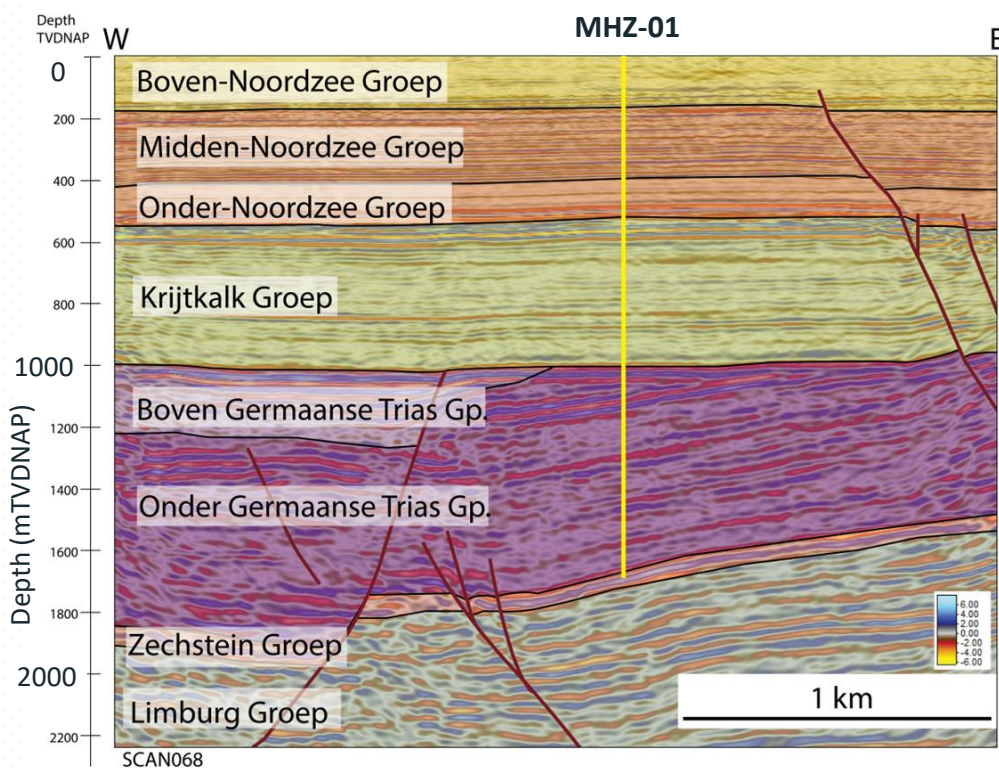 Depth
TVDNAP
W
MHZ-01
E
0
200
400
600
800
1000
1200
1400
1600
1800
2000
2200
Depth (mTVDNAP)
Boven-Noordzee Groep
Midden-Noordzee Groep
Onder-Noordzee Groep
Krijtkalk Groep
Boven Germaanse Trias Gp.
Onder Germaanse Trias Gp.
Zechstein Groep
Limburg Groep
6.00
4.00
2.00
0.00
-2.00
-4.00
-6.00
1 km
SCAN068